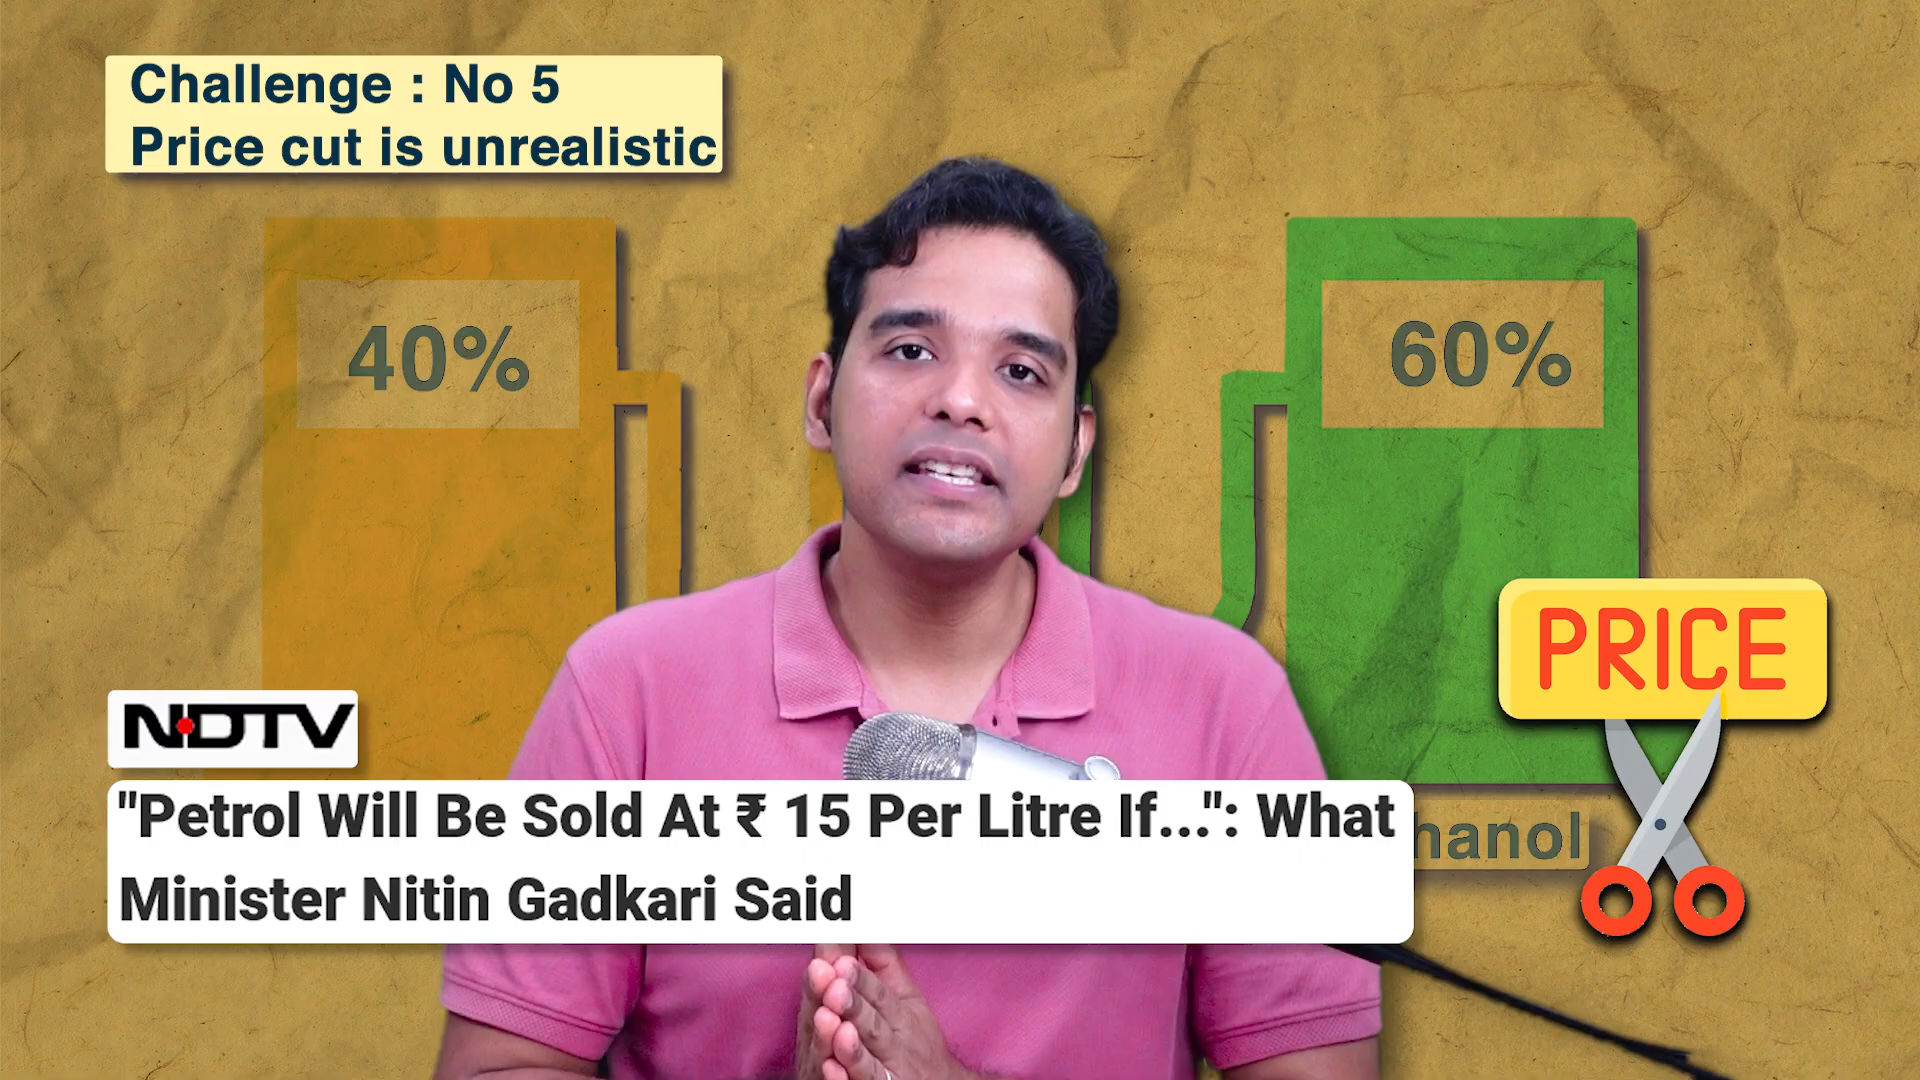 Challenge : No 5
Price cut is unrealistic
40%
60%
PRICE
NDTV
"Petrol Will Be Sold At ₹ 15 Per Litre If...": What
Minister Nitin Gadkari Said
hanol